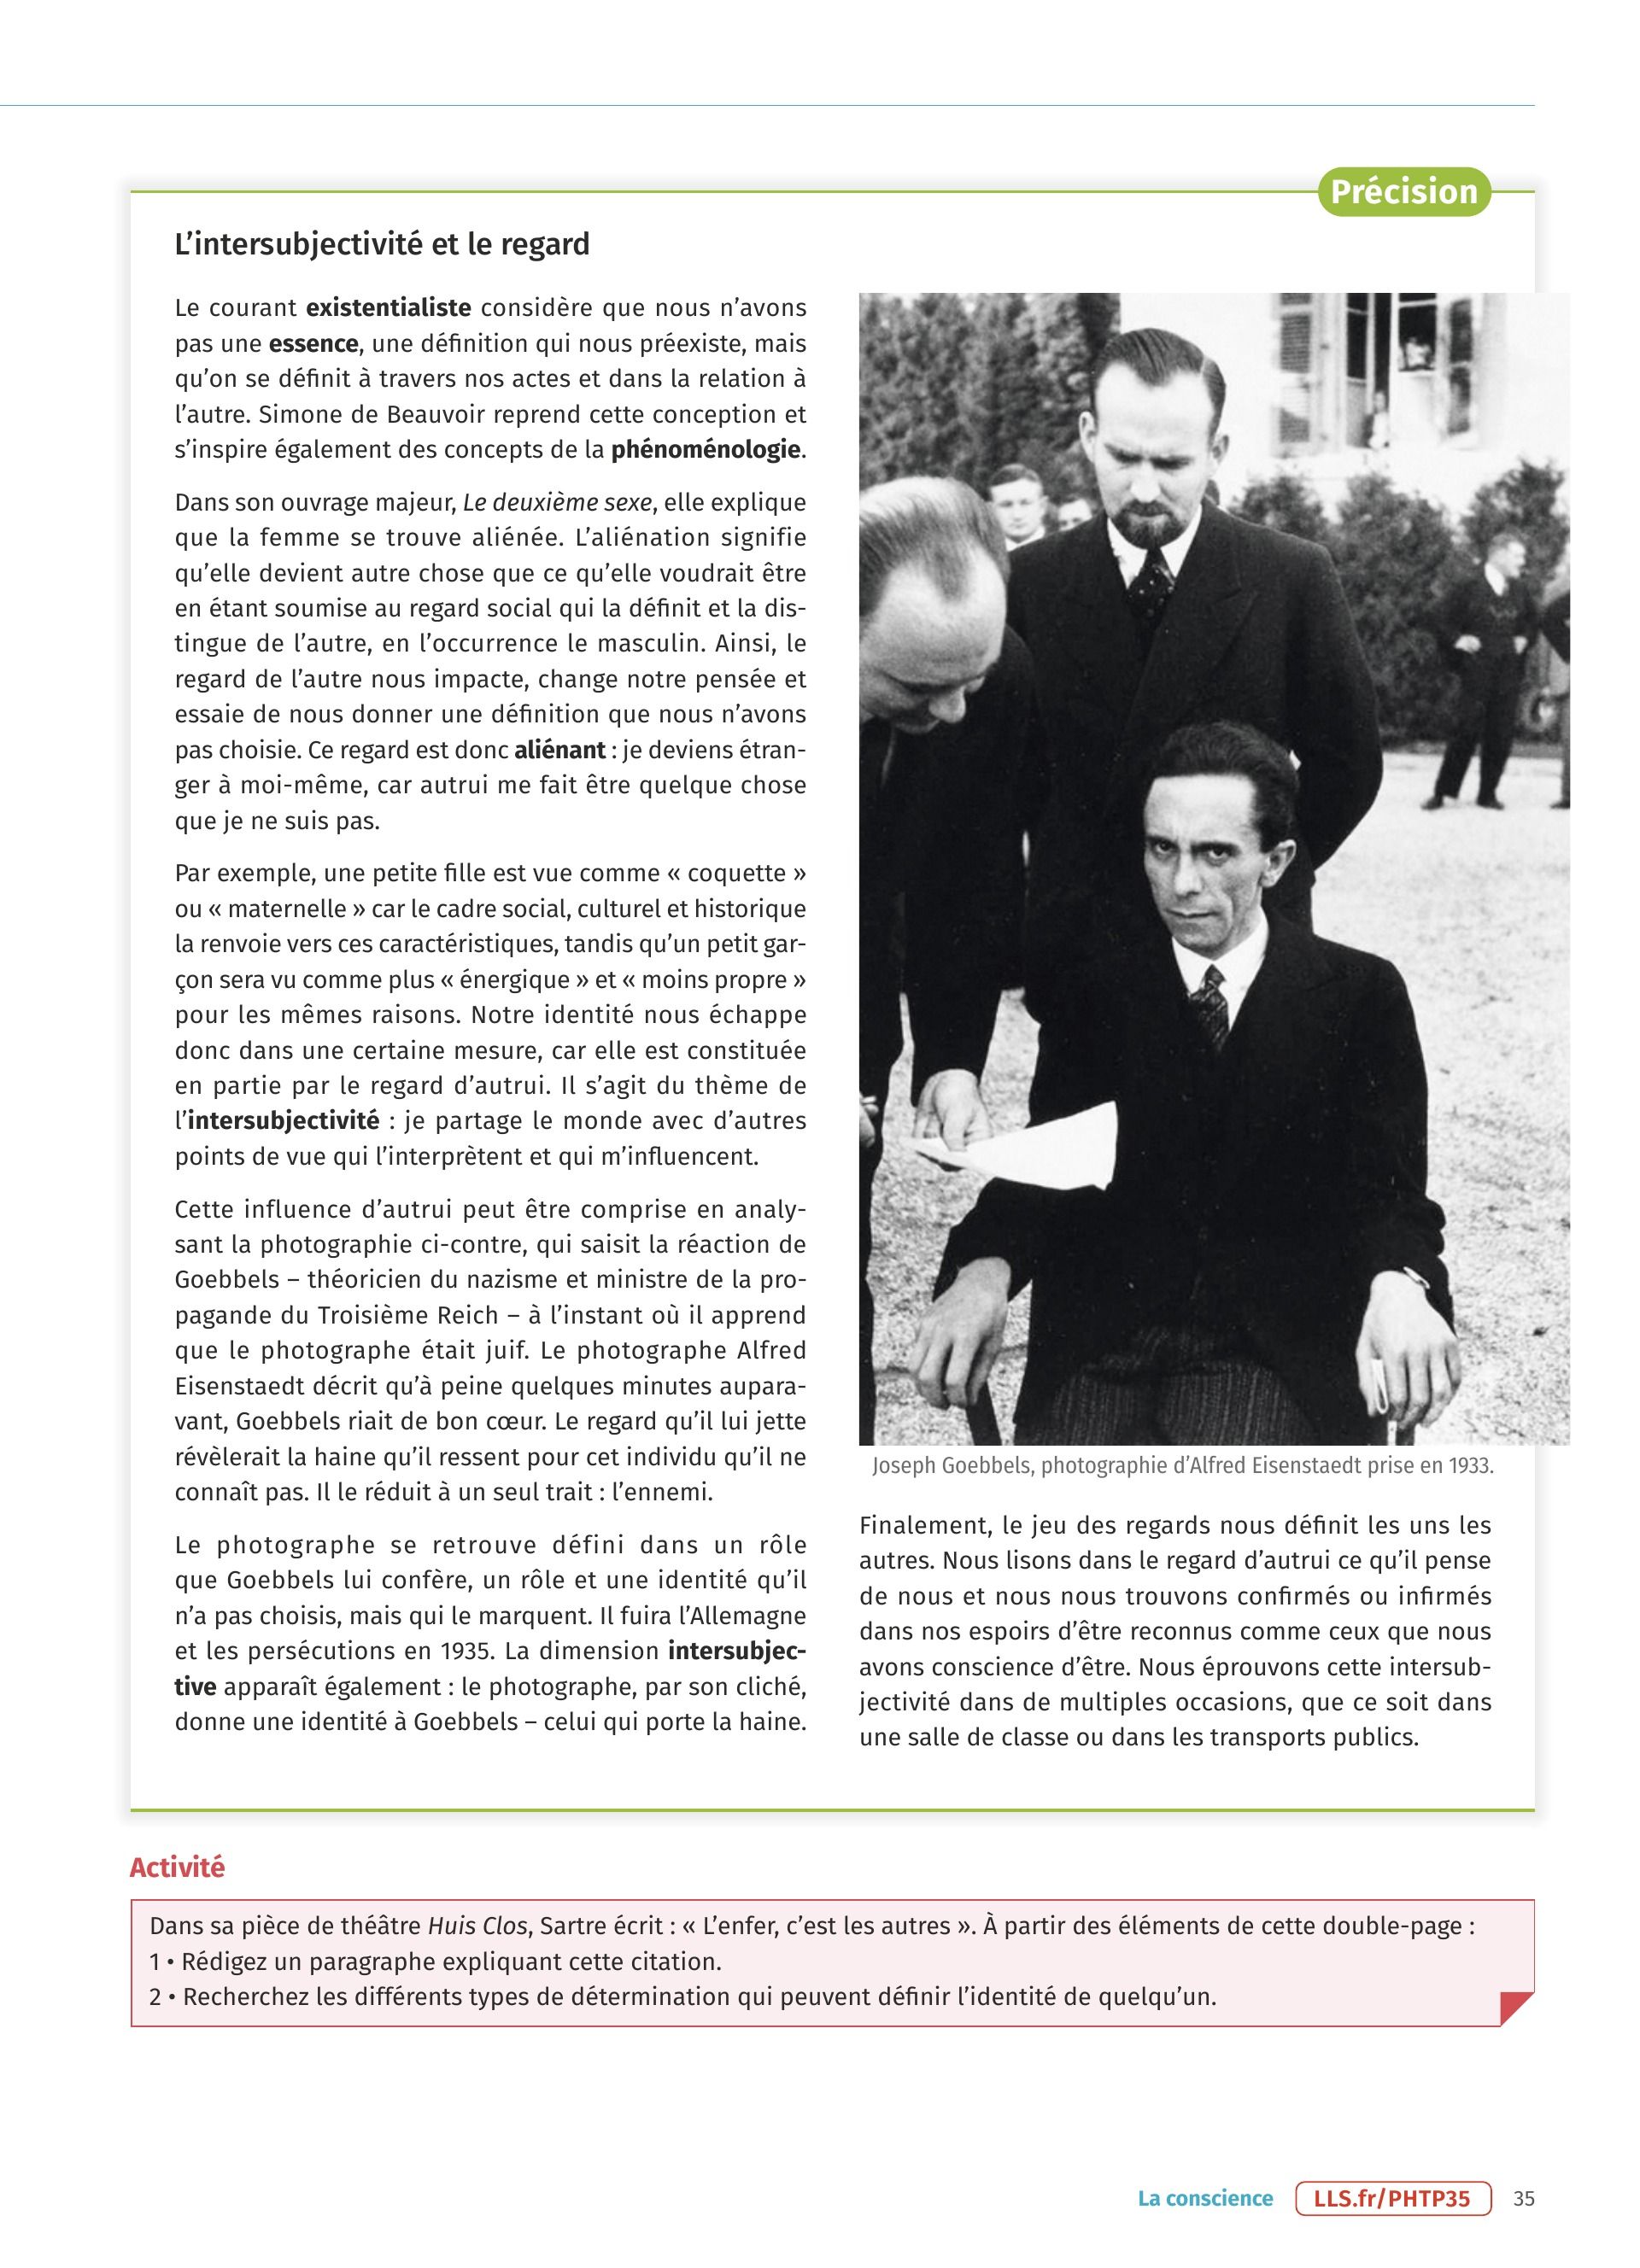 Précision
L’intersubjectivité et le regard
Le courant existentialiste considère que nous n’avons
pas une essence, une définition qui nous préexiste, mais
qu’on se définit à travers nos actes et dans la relation à
l’autre. Simone de Beauvoir reprend cette conception et
s’inspire également des concepts de la phénoménologie.
Dans son ouvrage majeur, Le deuxième sexe, elle explique
que la femme se trouve aliénée. L’aliénation signifie
qu’elle devient autre chose que ce qu’elle voudrait être
en étant soumise au regard social qui la définit et la dis-
tingue de l’autre, en l’occurrence le masculin. Ainsi, le
regard de l’autre nous impacte, change notre pensée et
essaie de nous donner une définition que nous n’avons
pas choisie. Ce regard est donc aliénant : je deviens étran-
ger à moi-même, car autrui me fait être quelque chose
que je ne suis pas.
Par exemple, une petite fille est vue comme « coquette »
ou « maternelle » car le cadre social, culturel et historique
la renvoie vers ces caractéristiques, tandis qu’un petit gar-
çon sera vu comme plus « énergique » et « moins propre »
pour les mêmes raisons. Notre identité nous échappe
donc dans une certaine mesure, car elle est constituée
en partie par le regard d’autrui. Il s’agit du thème de
l’intersubjectivité : je partage le monde avec d’autres
points de vue qui l’interprètent et qui m’influencent.
Cette influence d’autrui peut être comprise en analy-
sant la photographie ci-contre, qui saisit la réaction de
Goebbels – théoricien du nazisme et ministre de la pro-
pagande du Troisième Reich – à l’instant où il apprend
que le photographe était juif. Le photographe Alfred
Eisenstaedt décrit qu’à peine quelques minutes aupara-
vant, Goebbels riait de bon cœur. Le regard qu’il lui jette
révèlerait la haine qu’il ressent pour cet individu qu’il ne
connaît pas. Il le réduit à un seul trait : l’ennemi.
Le photographe se retrouve défini dans un rôle
que Goebbels lui confère, un rôle et une identité qu’il
n’a pas choisis, mais qui le marquent. Il fuira l’Allemagne
et les persécutions en 1935. La dimension intersubjec-
tive apparaît également : le photographe, par son cliché,
donne une identité à Goebbels – celui qui porte la haine.
Joseph Goebbels, photographie d’Alfred Eisenstaedt prise en 1933.
Finalement, le jeu des regards nous définit les uns les
autres. Nous lisons dans le regard d’autrui ce qu’il pense
de nous et nous nous trouvons confirmés ou infirmés
dans nos espoirs d’être reconnus comme ceux que nous
avons conscience d’être. Nous éprouvons cette intersub-
jectivité dans de multiples occasions, que ce soit dans
une salle de classe ou dans les transports publics.
Activité
Dans sa pièce de théâtre Huis Clos, Sartre écrit : « L’enfer, c’est les autres ». À partir des éléments de cette double-page :
1 • Rédigez un paragraphe expliquant cette citation.
2 • Recherchez les différents types de détermination qui peuvent définir l’identité de quelqu’un.
La conscience LLS.fr/PHTP35 35